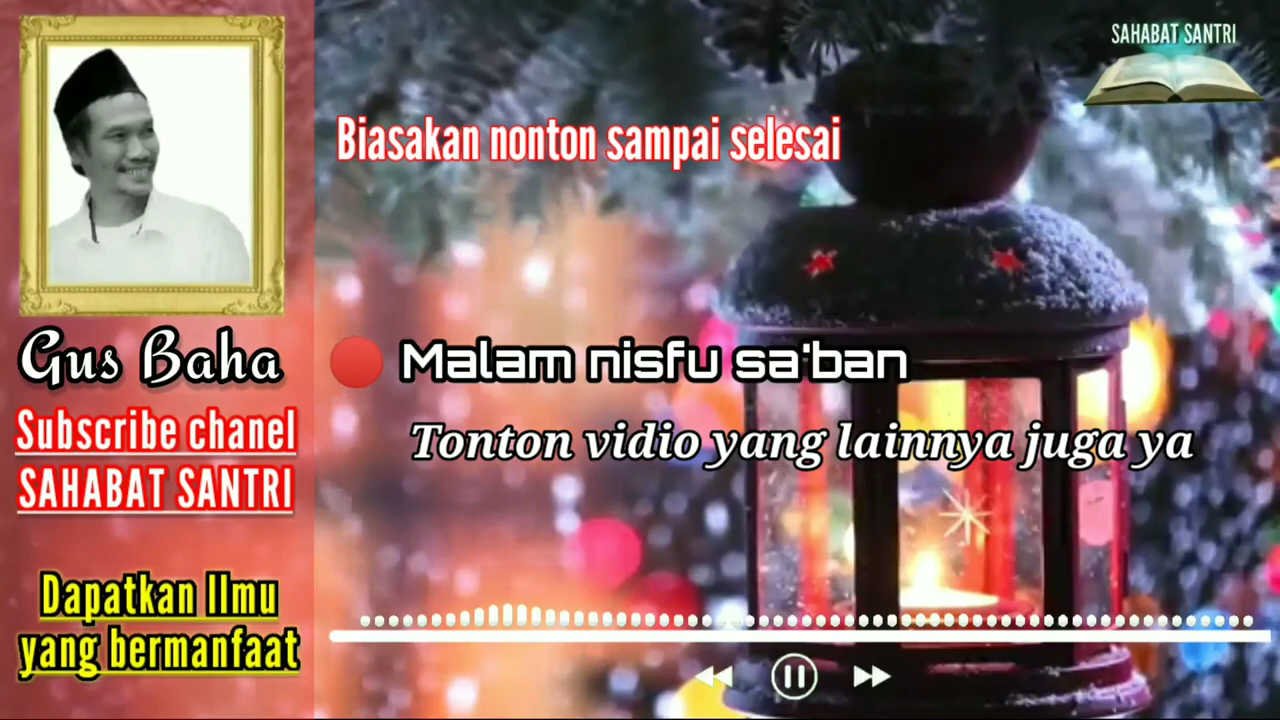 SAHABAT SANTRI
Biasakan nonton sampai selesai
Gus Baha
Subscribe chanel
SAHABAT SANTRI
Dapatkan Ilmu
yang bermanfaat
Malam nisfu sa'ban
Tonton vidio yang lainnya juga ya